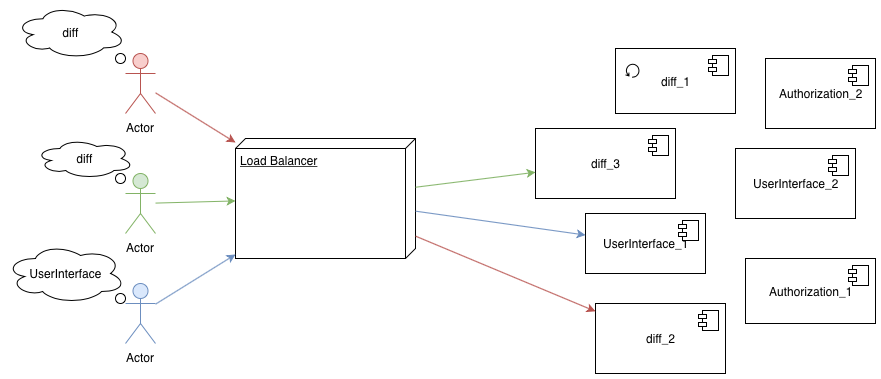 diff
Actor
diff
Actor
UserInterface
Actor
Load Balancer
diff_1
Authorization_2
diff_3
UserInterface_2
UserInterface_1
Authorization_1
diff_2